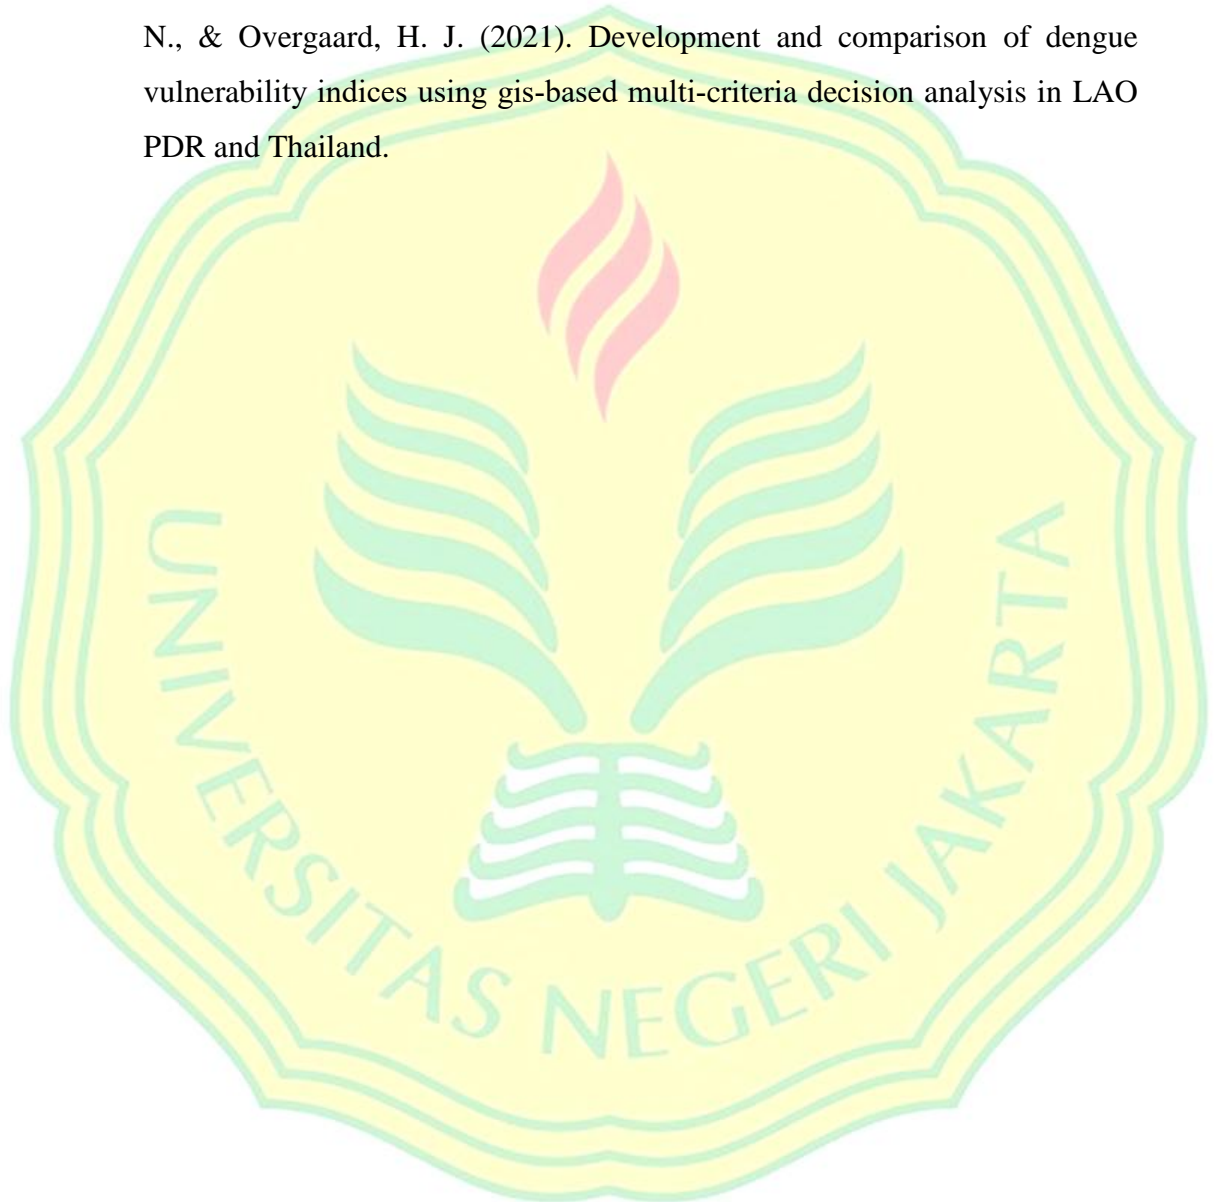 N., & Overgaard, H. J. (2021). Development and comparison of dengue
vulnerability indices using gis-based multi-criteria decision analysis in LAO
PDR and Thailand.
UNIVERSITAS NEGERI JAKARTA